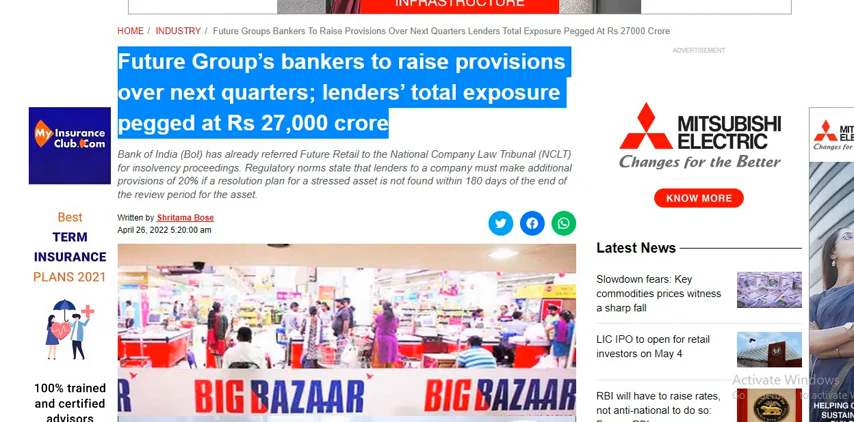 INFRASTRUCTURE
HOME / INDUSTRY / Future Groups Bankers To Raise Provisions Over Next Quarters Lenders Total Exposure Pegged At Rs 27000 Crore
Future Group's bankers to raise provisions
over next quarters; lenders' total exposure
pegged at Rs 27,000 crore
Bank of India (BoI) has already referred Future Retail to the National Company Law Tribunal (NCLT)
for insolvency proceedings. Regulatory norms state that lenders to a company must make additional
provisions of 20% if a resolution plan for a stressed asset is not found within 180 days of the end of
the review period for the asset.
Written by Shritama Bose
April 26, 2022 5:20:00 am
BIG BAZAAR
BIG BAZAAR
My Insurance
Club.Com
Best
TERM
INSURANCE
PLANS 2021
100% trained
and certified
advisors
ADVERTISEMENT
MITSUBISHI
ELECTRIC
Changes for the Better
KNOW MORE
Latest News
Slowdown fears: Key
commodities prices witness
a sharp fall
LIC IPO to open for retail
investors on May 4
RBI will have to raise rates,
not anti-national to do so:
MI
EL
Changes for
HELPING
SUSTAIN
Activate Windows